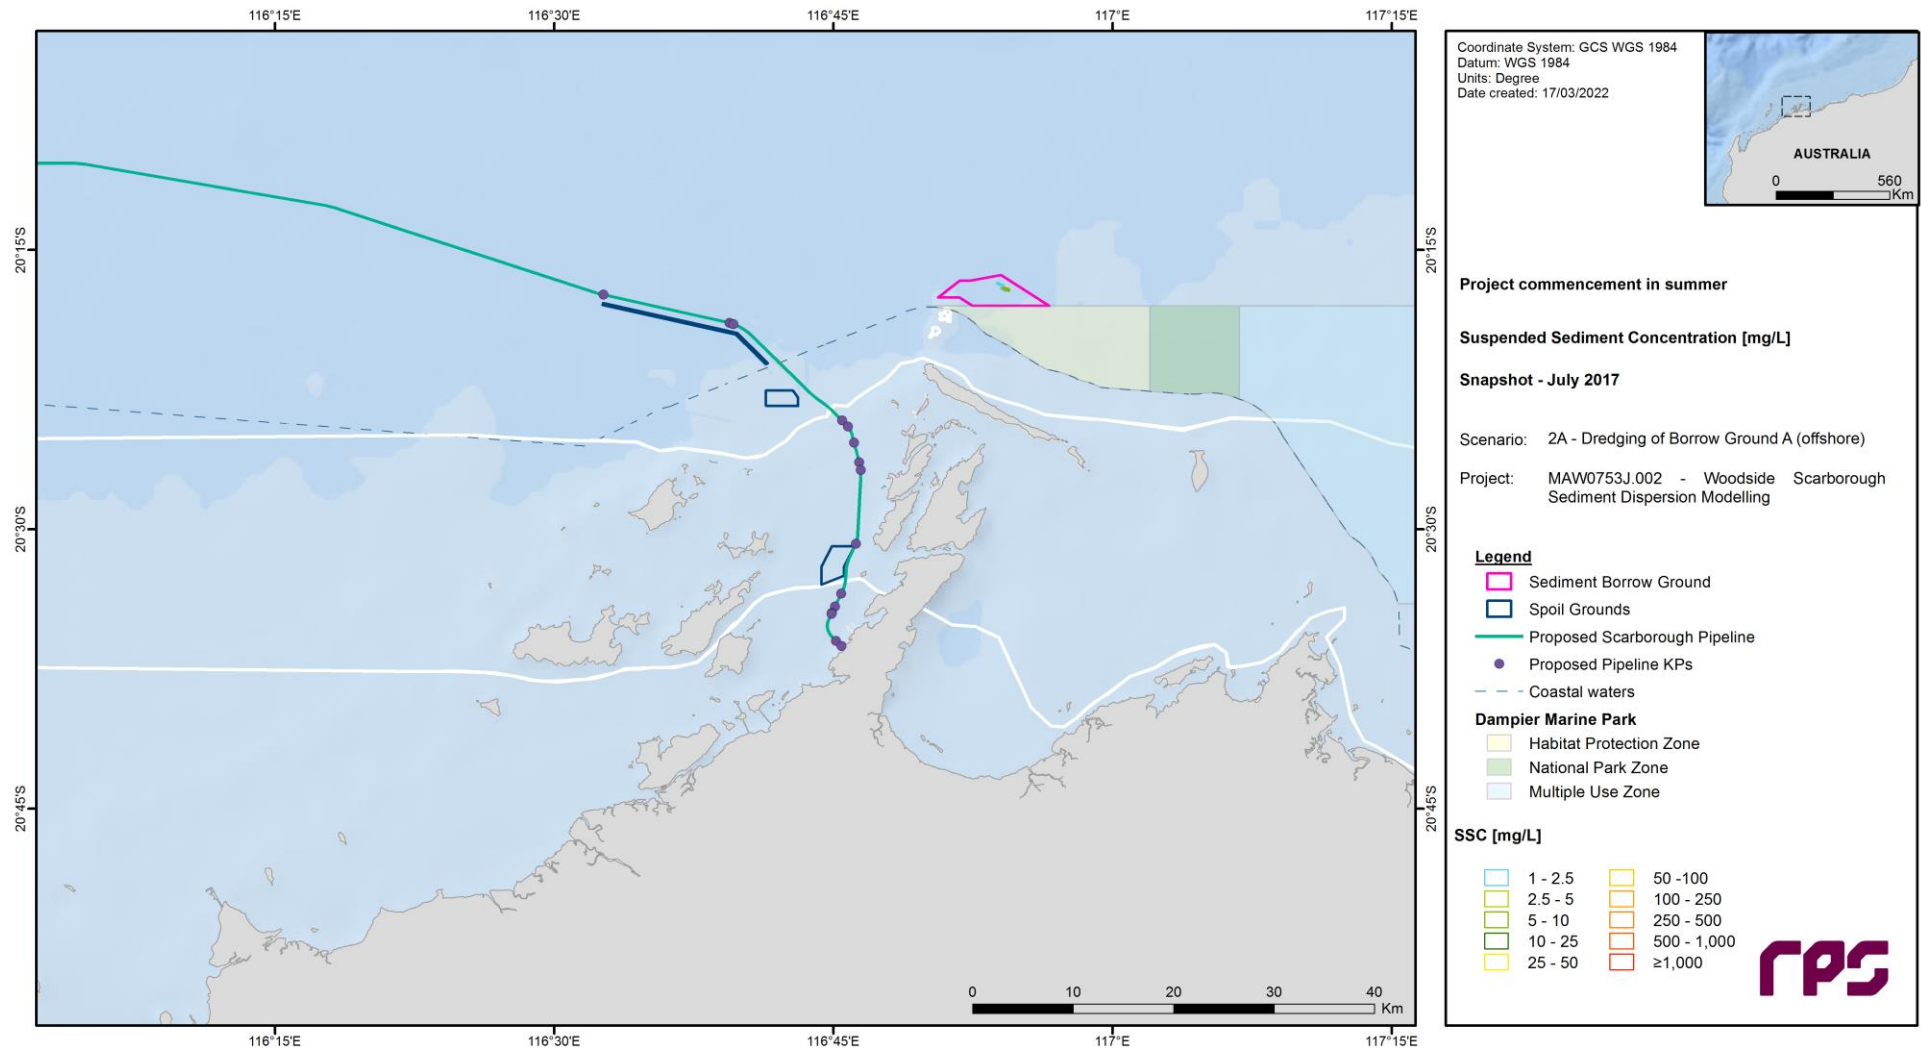 116°15'E
116°30'E
116°45'E
117°E
117°15'E
20°15'S
20°30'S
20°45'S
20°15'S
20°30'S
20°45'S
0
10
20
30
40
Km
116°15'E
116°30'E
116°45'E
117°E
117°15'E
Coordinate System: GCS WGS 1984
Datum: WGS 1984
Units: Degree
Date created: 17/03/2022
AUSTRALIA
0
560
Km
Project commencement in summer
Suspended Sediment Concentration [mg/L]
Snapshot - July 2017
Scenario: 2A - Dredging of Borrow Ground A (offshore)
Project: MAW0753J.002 - Woodside Scarborough
Sediment Dispersion Modelling
Legend
Sediment Borrow Ground
Spoil Grounds
Proposed Scarborough Pipeline
Proposed Pipeline KPs
Coastal waters
Dampier Marine Park
Habitat Protection Zone
National Park Zone
Multiple Use Zone
SSC [mg/L]
1 - 2.5
2.5 - 5
5 - 10
10 - 25
25 - 50
50 -100
100 - 250
250 - 500
500 - 1,000
≥1,000
rps